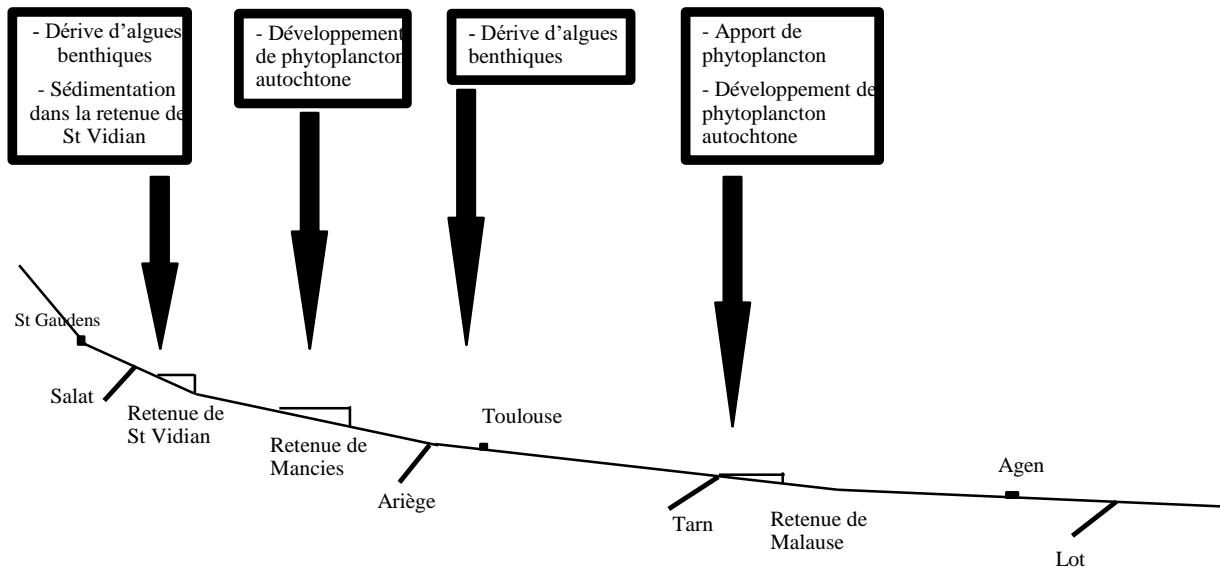 - Dérive d'algues
benthiques
- Sédimentation
dans la retenue de
St Vidian
- Développement
de phytoplancton
autochtone
- Dérive d'algues
benthiques
- Apport de
phytoplancton
- Développement de
phytoplancton
autochtone
St Gaudens
Salat
Retenue de
St Vidian
Retenue de
Mancies
Ariège
Toulouse
Tarn
Retenue de
Malause
Agen
Lot